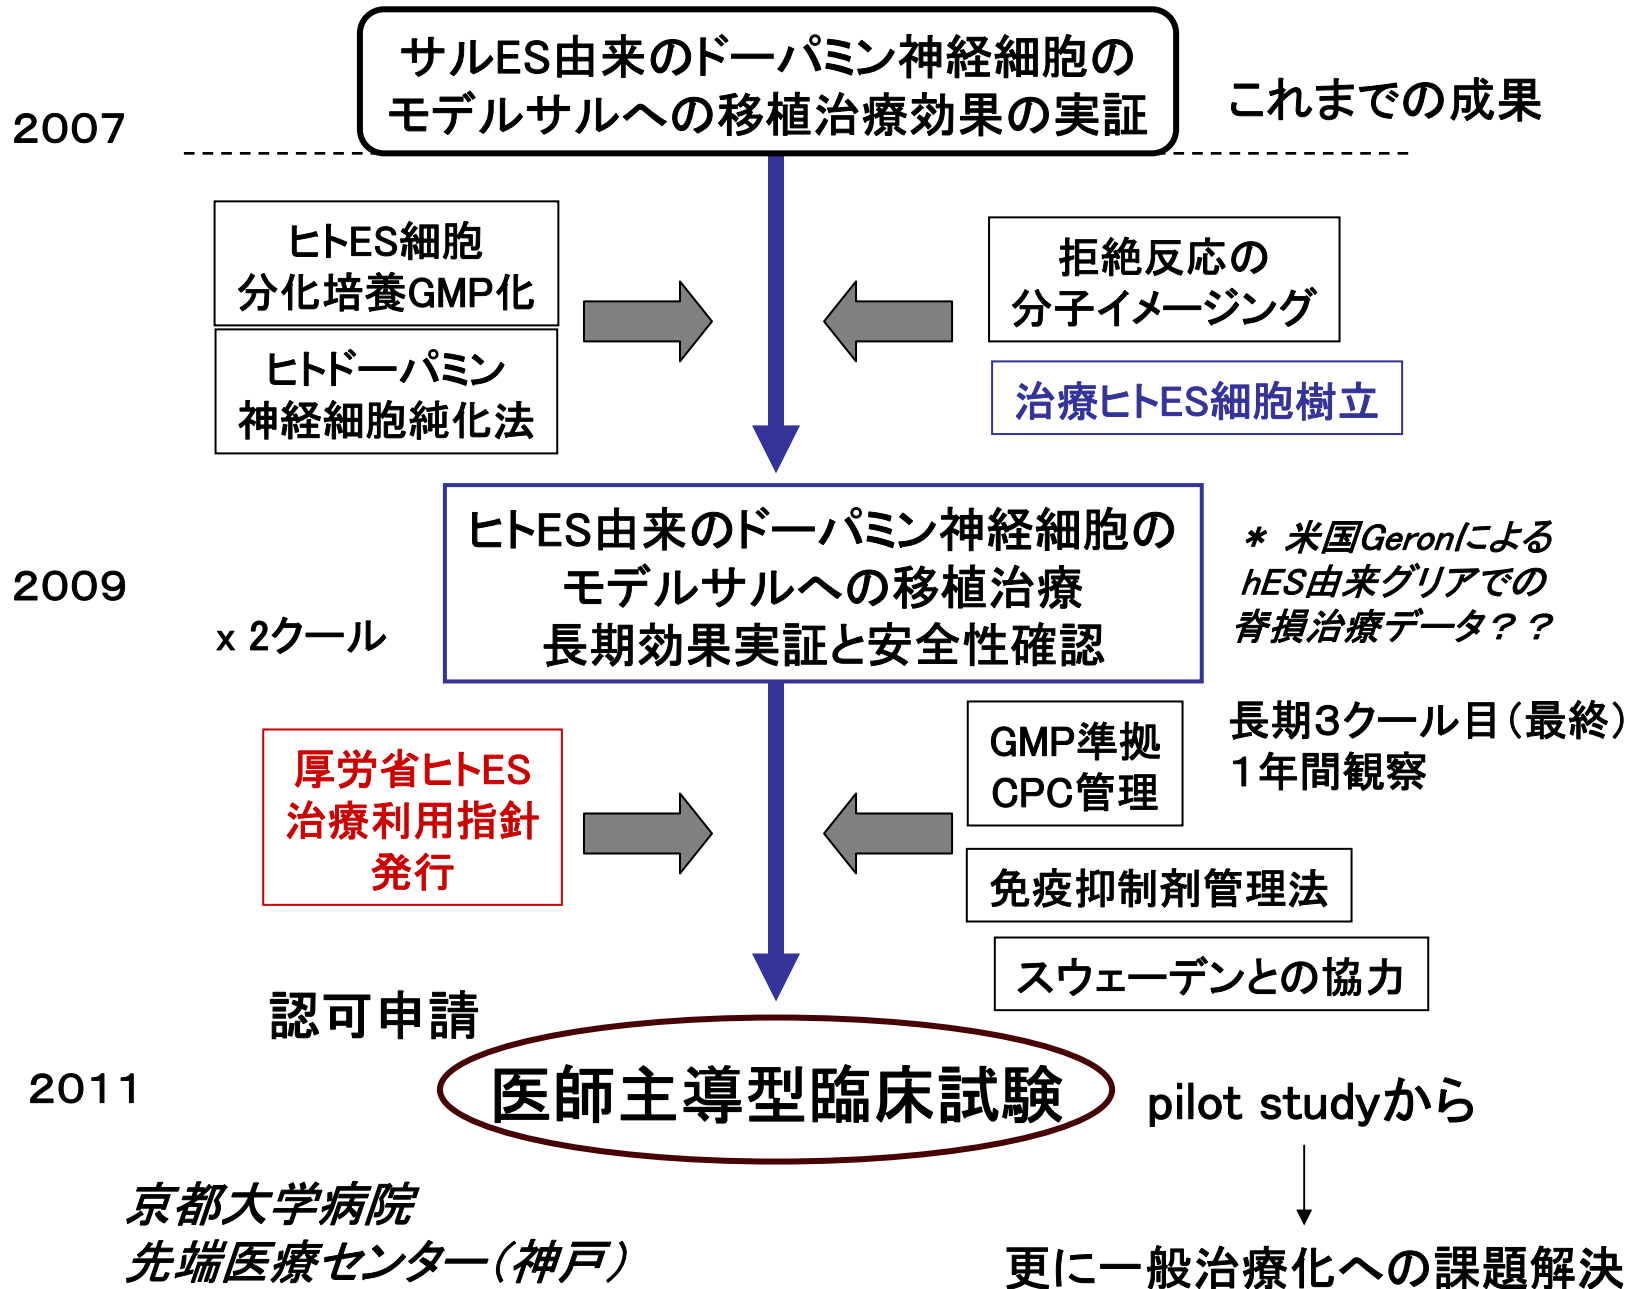 サルES由来のドーパミン神経細胞の
モデルサルへの移植治療効果の実証
これまでの成果
2007
ヒトES細胞
分化培養GMP化
ヒトドーパミン
神経細胞純化法
拒絶反応の
分子イメージング
治療ヒトES細胞樹立
2009
x 2クール
ヒトES由来のドーパミン神経細胞の
モデルサルへの移植治療
長期効果実証と安全性確認
* 米国Geronによる
hES由来グリアでの
脊損治療データ??
長期3クール目(最終)
1年間観察
厚労省ヒトES
治療利用指針
発行
GMP準拠
CPC管理
免疫抑制剤管理法
スウェーデンとの協力
認可申請
2011
医師主導型臨床試験
pilot studyから
京都大学病院
先端医療センター(神戸)
更に一般治療化への課題解決